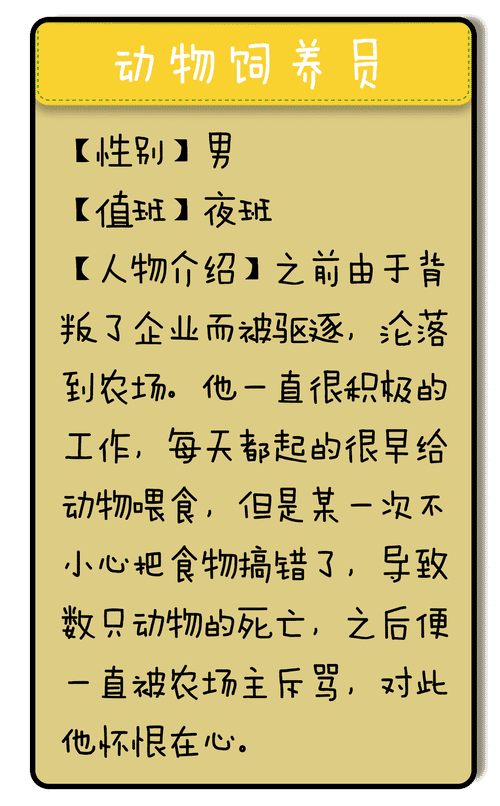 动物饲养员
【性别】男
【值班】夜班
【人物介绍】之前由于背
叛了企业而被驱逐，沦落
到农场。他一直很积极的
工作，每天都起的很早给
动物喂食，但是某一次不
小心把食物搞错了，导致
数只动物的死亡，之后便
一直被农场主斥骂，对此
他怀恨在心。